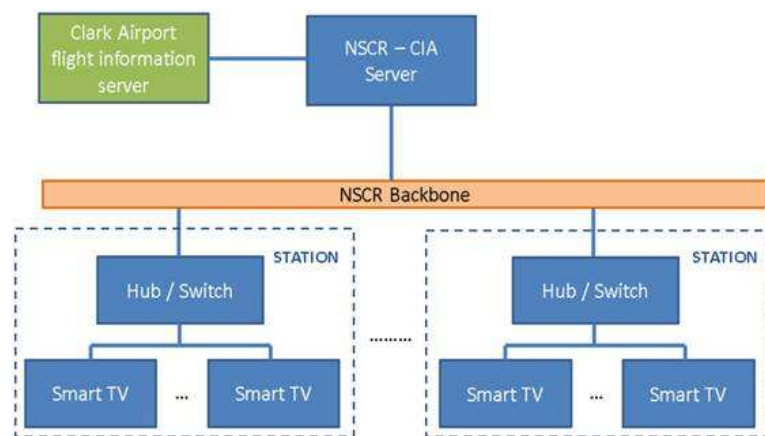 Clark Airport
flight information
server
NSCR – CIA
Server
NSCR Backbone
STATION
Hub / Switch
Smart TV
...
Smart TV
.........
STATION
Hub / Switch
Smart TV
...
Smart TV